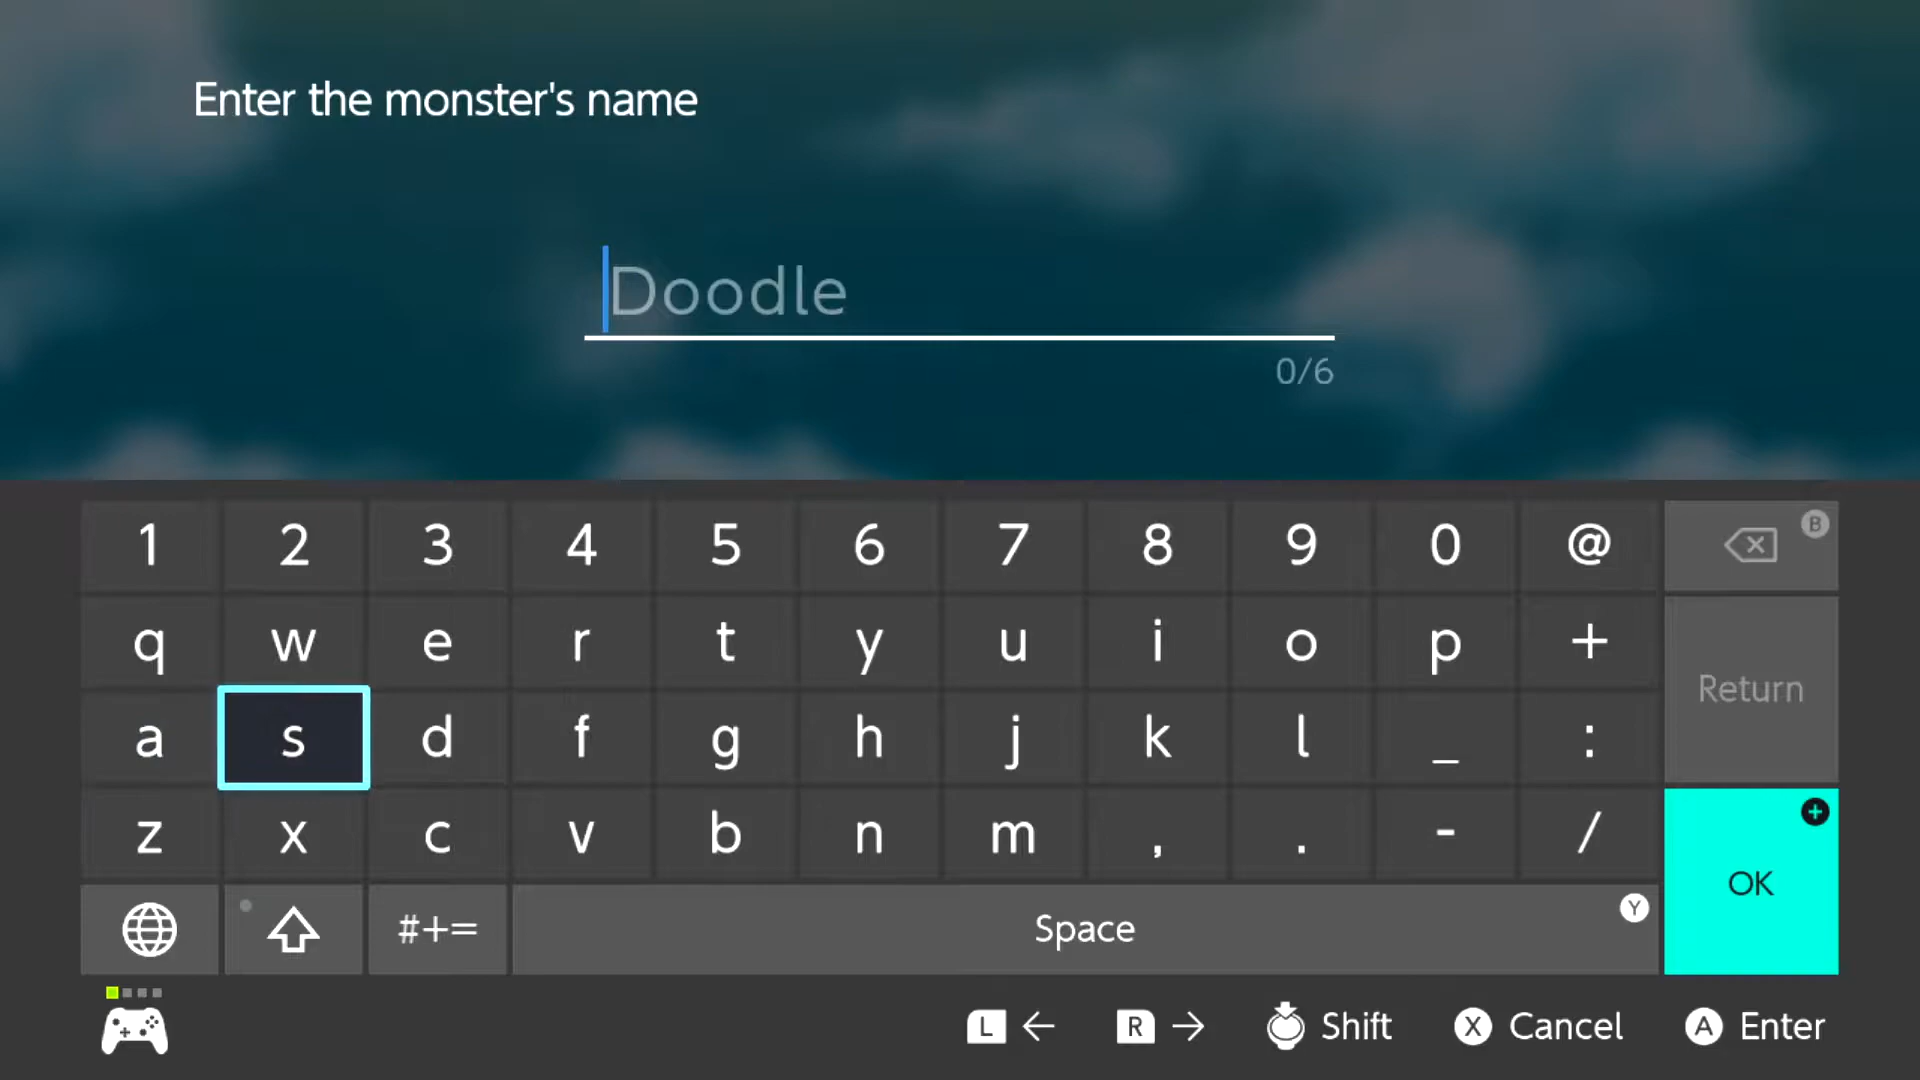 Enter the monster's name
Doodle
0/6
1 2 3 4 5 6 7 8 9 0 @ B
q w e r t y u i o p +
Return
a s d f g h j k l _ :
z x c v b n m , . - /
OK
#+= Space Y
L ← R → Shift X Cancel A Enter